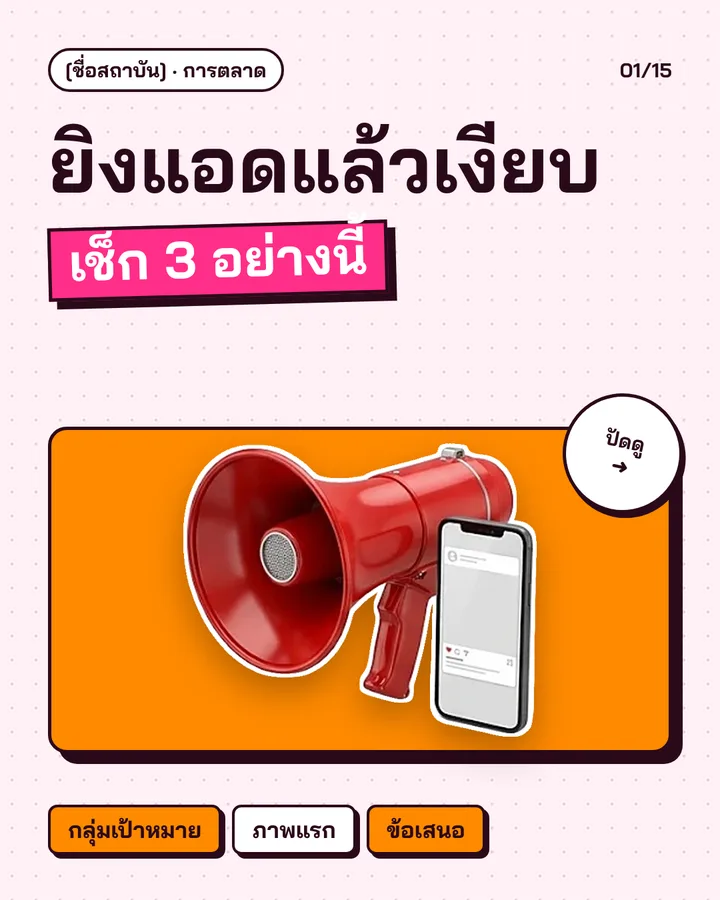 [ชื่อสถาบัน] · การตลาด
01/15
ยิงแอดแล้วเงียบ
เช็ก 3 อย่างนี้
ปัดดู
→
กลุ่มเป้าหมาย
ภาพแรก
ข้อเสนอ